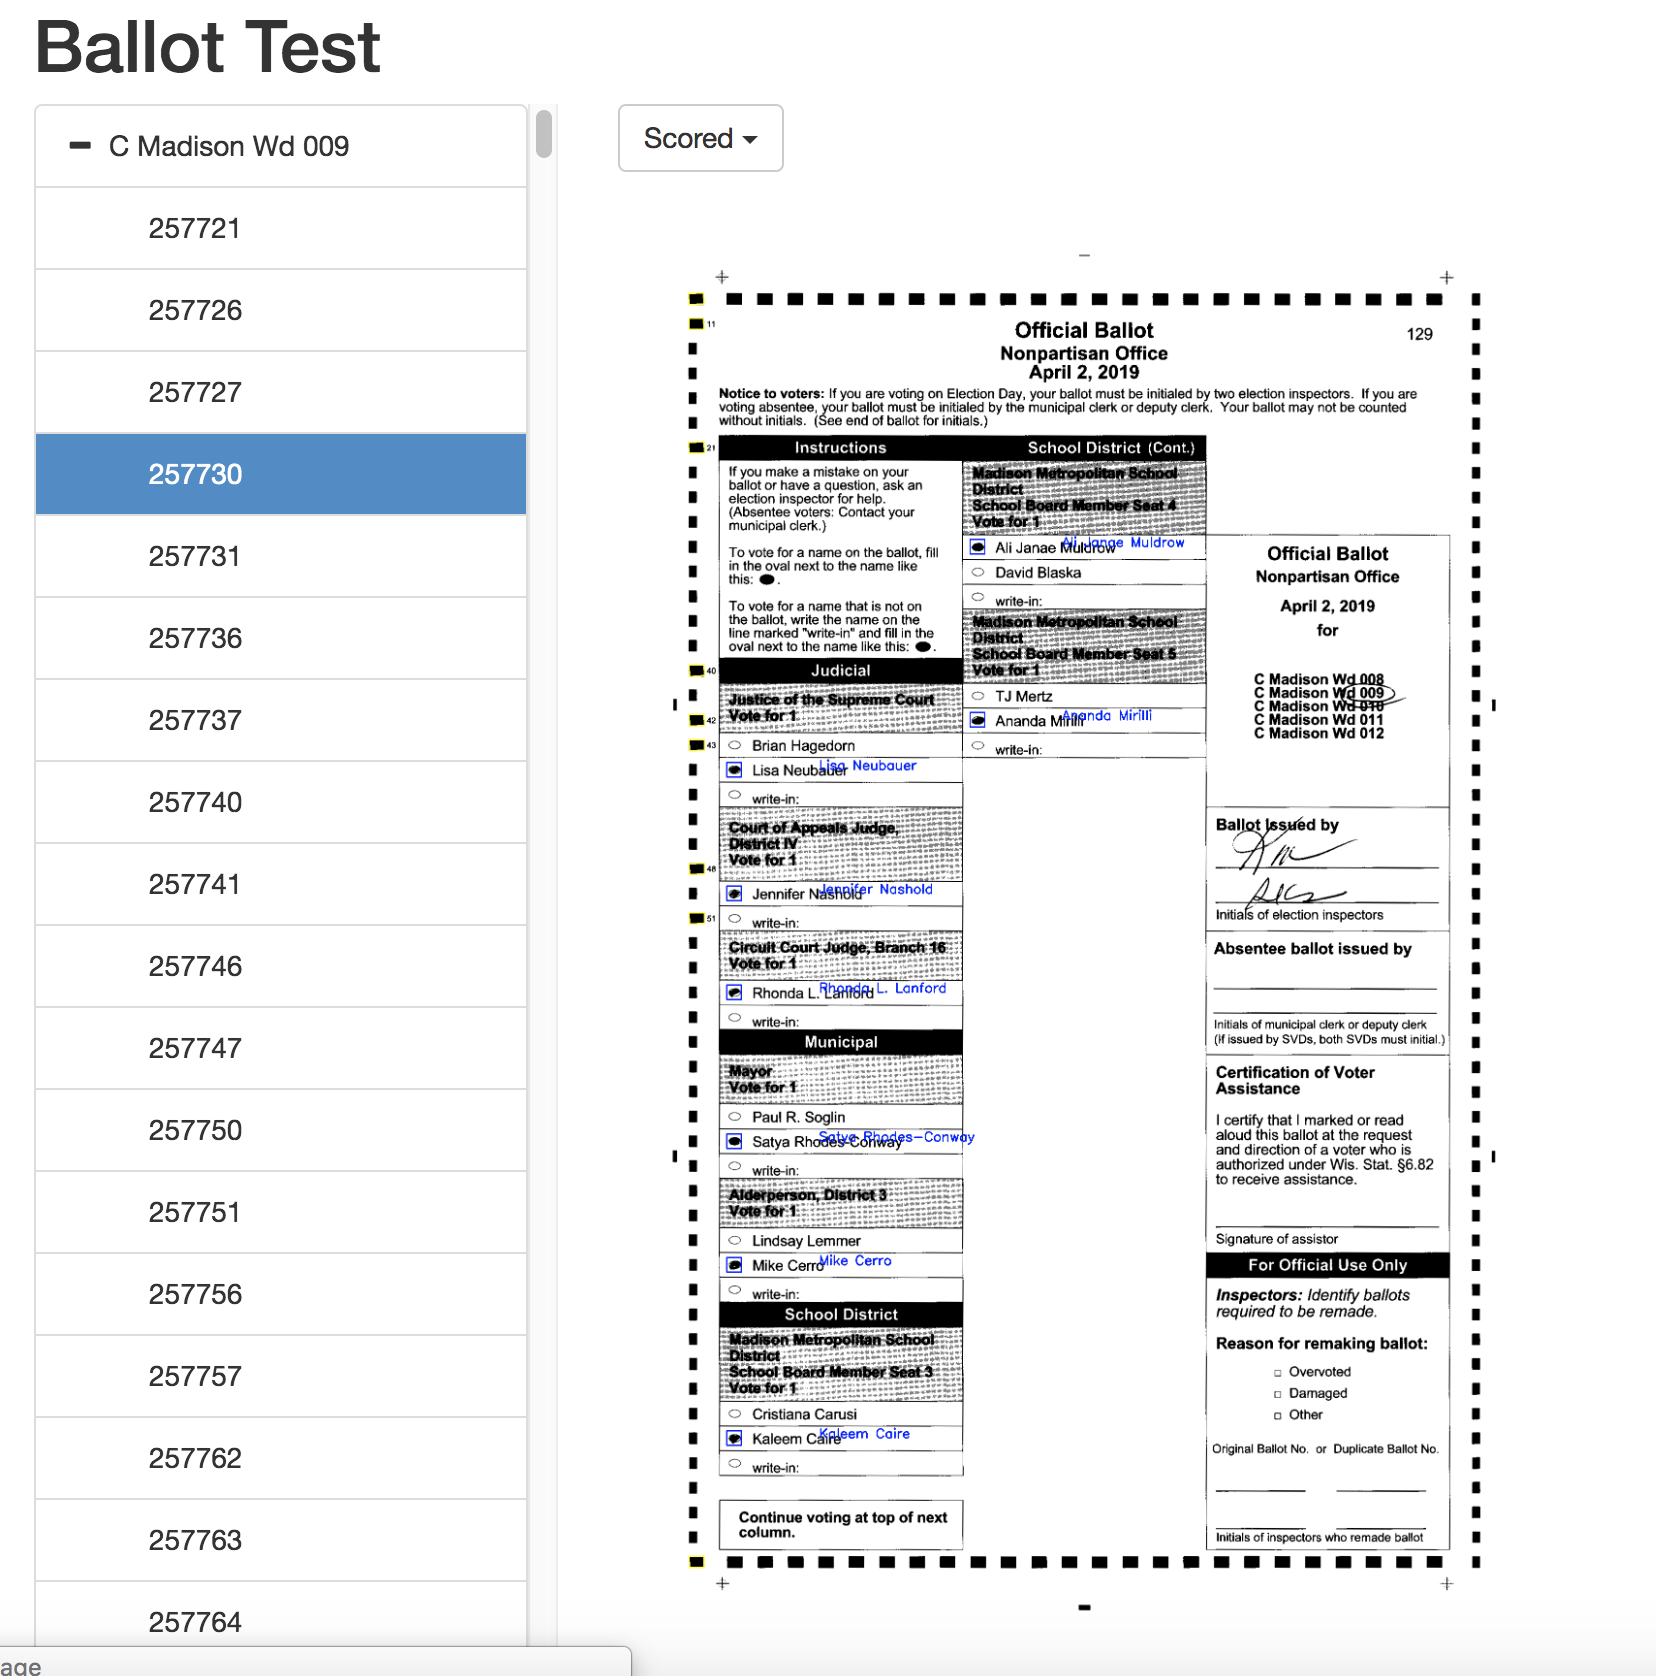 Ballot Test
C Madison Wd 009
257721
257726
257727
257730
257731
257736
257737
257740
257741
257746
257747
257750
257751
257756
257757
257762
257763
257764
age
Scored
11
Official Ballot
129
Nonpartisan Office
April 2, 2019
Notice to voters: If you are voting on Election Day, your ballot must be initialed by two election inspectors. If you are
voting absentee, your ballot must be initialed by the municipal clerk or deputy clerk. Your ballot may not be counted
without initials. (See end of ballot for initials.)
21
Instructions
If you make a mistake on your
ballot or have a question, ask an
election inspector for help.
(Absentee voters: Contact your
municipal clerk.)
To vote for a name on the ballot, fill
in the oval next to the name like
this: .
To vote for a name that is not on
the ballot, write the name on the
line marked "write-in" and fill in the
oval next to the name like this: .
40
Judicial
Justice of the Supreme Court
42
Vote for 1
43
Brian Hagedorn
Lisa Neubauer
Lisa Neubauer
write-in:
Court of Appeals Judge,
District IV
Vote for 1
48
Jennifer Nashold
Jennifer Nashold
51
write-in:
Circuit Court Judge, Branch 16
Vote for 1
Rhonda L. Lanford
Rhonda L. Lanford
write-in:
Municipal
Mayor
Vote for 1
Paul R. Soglin
Satya Rhodes-Conway
Satya Rhodes-Conway
write-in:
Alderperson, District 3
Vote for 1
Lindsay Lemmer
Mike Cerro
Mike Cerro
write-in:
School District
Madison Metropolitan School
District
School Board Member Seat 3
Vote for 1
Cristiana Carusi
Kaleem Caire
Kaleem Caire
write-in:
Continue voting at top of next
column.
School District (Cont.)
Madison Metropolitan School
District
School Board Member Seat 4
Vote for 1
Ali Janae Muldrow
Ali Janae Muldrow
David Blaska
write-in:
Madison Metropolitan School
District
School Board Member Seat 5
Vote for 1
TJ Mertz
Ananda Mirilli
Ananda Mirilli
write-in:
Official Ballot
Nonpartisan Office
April 2, 2019
for
C Madison Wd 008
C Madison Wd 009
C Madison Wd 010
C Madison Wd 011
C Madison Wd 012
Ballot Issued by
Initials of election inspectors
Absentee ballot issued by
Initials of municipal clerk or deputy clerk
(If issued by SVDs, both SVDs must initial.)
Certification of Voter
Assistance
I certify that I marked or read
aloud this ballot at the request
and direction of a voter who is
authorized under Wis. Stat. §6.82
to receive assistance.
Signature of assistor
For Official Use Only
Inspectors: Identify ballots
required to be remade.
Reason for remaking ballot:
Overvoted
Damaged
Other
Original Ballot No. or Duplicate Ballot No.
Initials of inspectors who remade ballot